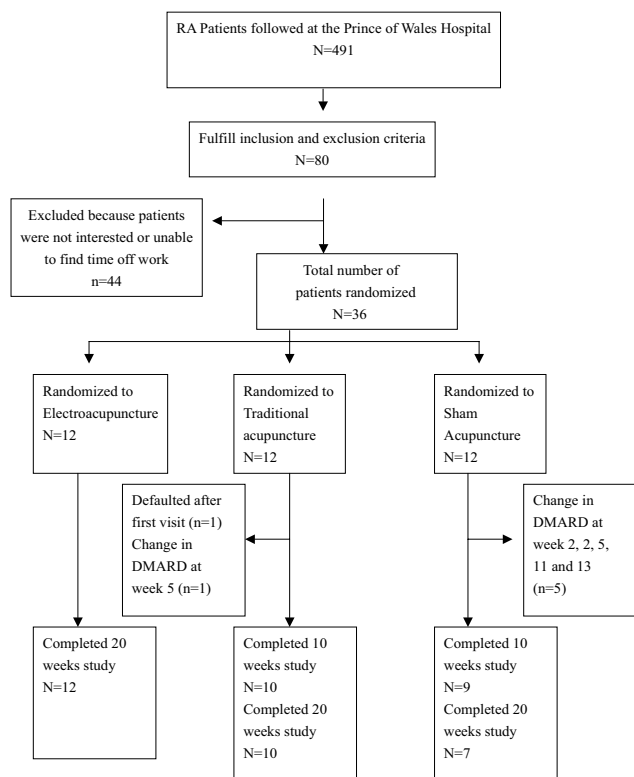 RA Patients followed at the Prince of Wales Hospital
N=491
Fulfill inclusion and exclusion criteria
N=80
Excluded because patients
were not interested or unable
to find time off work
n=44
Total number of
patients randomized
N=36
Randomized to
Electroacupuncture
N=12
Randomized to
Traditional
acupuncture
N=12
Randomized to
Sham
Acupuncture
N=12
Defaulted after
first visit (n=1)
Change in
DMARD at
week 5 (n=1)
Change in
DMARD at
week 2, 2, 5,
11 and 13
(n=5)
Completed 20
weeks study
N=12
Completed 10
weeks study
N=10
Completed 20
weeks study
N=10
Completed 10
weeks study
N=9
Completed 20
weeks study
N=7